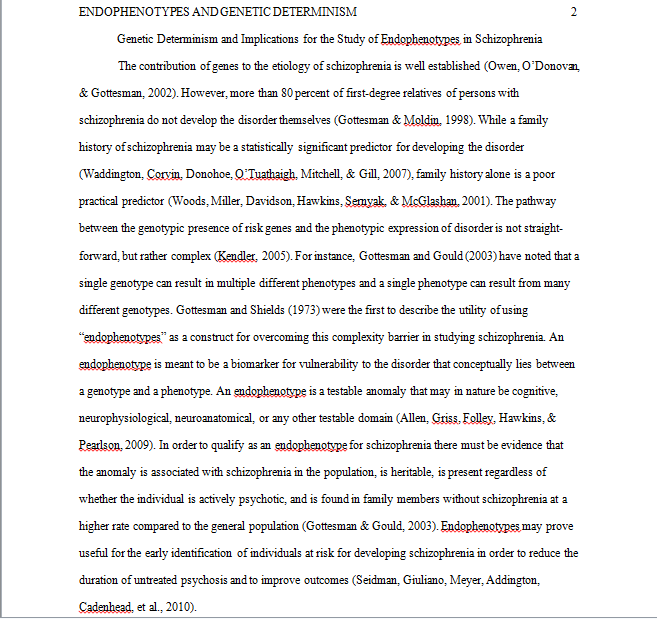 ENDOPHENOTYPES AND GENETIC DETERMINISM 2
Genetic Determinism and Implications for the Study of Endophenotypes in Schizophrenia
The contribution of genes to the etiology of schizophrenia is well established (Owen, O'Donovan,
& Gottesman, 2002). However, more than 80 percent of first-degree relatives of persons with
schizophrenia do not develop the disorder themselves (Gottesman & Moldin, 1998). While a family
history of schizophrenia may be a statistically significant predictor for developing the disorder
(Waddington, Corvin, Donohoe, O'Tuathaigh, Mitchell, & Gill, 2007), family history alone is a poor
practical predictor (Woods, Miller, Davidson, Hawkins, Sernyak, & McGlashan, 2001). The pathway
between the genotypic presence of risk genes and the phenotypic expression of disorder is not straight-
forward, but rather complex (Kendler, 2005). For instance, Gottesman and Gould (2003) have noted that a
single genotype can result in multiple different phenotypes and a single phenotype can result from many
different genotypes. Gottesman and Shields (1973) were the first to describe the utility of using
“endophenotypes” as a construct for overcoming this complexity barrier in studying schizophrenia. An
endophenotype is meant to be a biomarker for vulnerability to the disorder that conceptually lies between
a genotype and a phenotype. An endophenotype is a testable anomaly that may in nature be cognitive,
neurophysiological, neuroanatomical, or any other testable domain (Allen, Griss, Folley, Hawkins, &
Pearlson, 2009). In order to qualify as an endophenotype for schizophrenia there must be evidence that
the anomaly is associated with schizophrenia in the population, is heritable, is present regardless of
whether the individual is actively psychotic, and is found in family members without schizophrenia at a
higher rate compared to the general population (Gottesman & Gould, 2003). Endophenotypes may prove
useful for the early identification of individuals at risk for developing schizophrenia in order to reduce the
duration of untreated psychosis and to improve outcomes (Seidman, Giuliano, Meyer, Addington,
Cadenhead, et al., 2010).